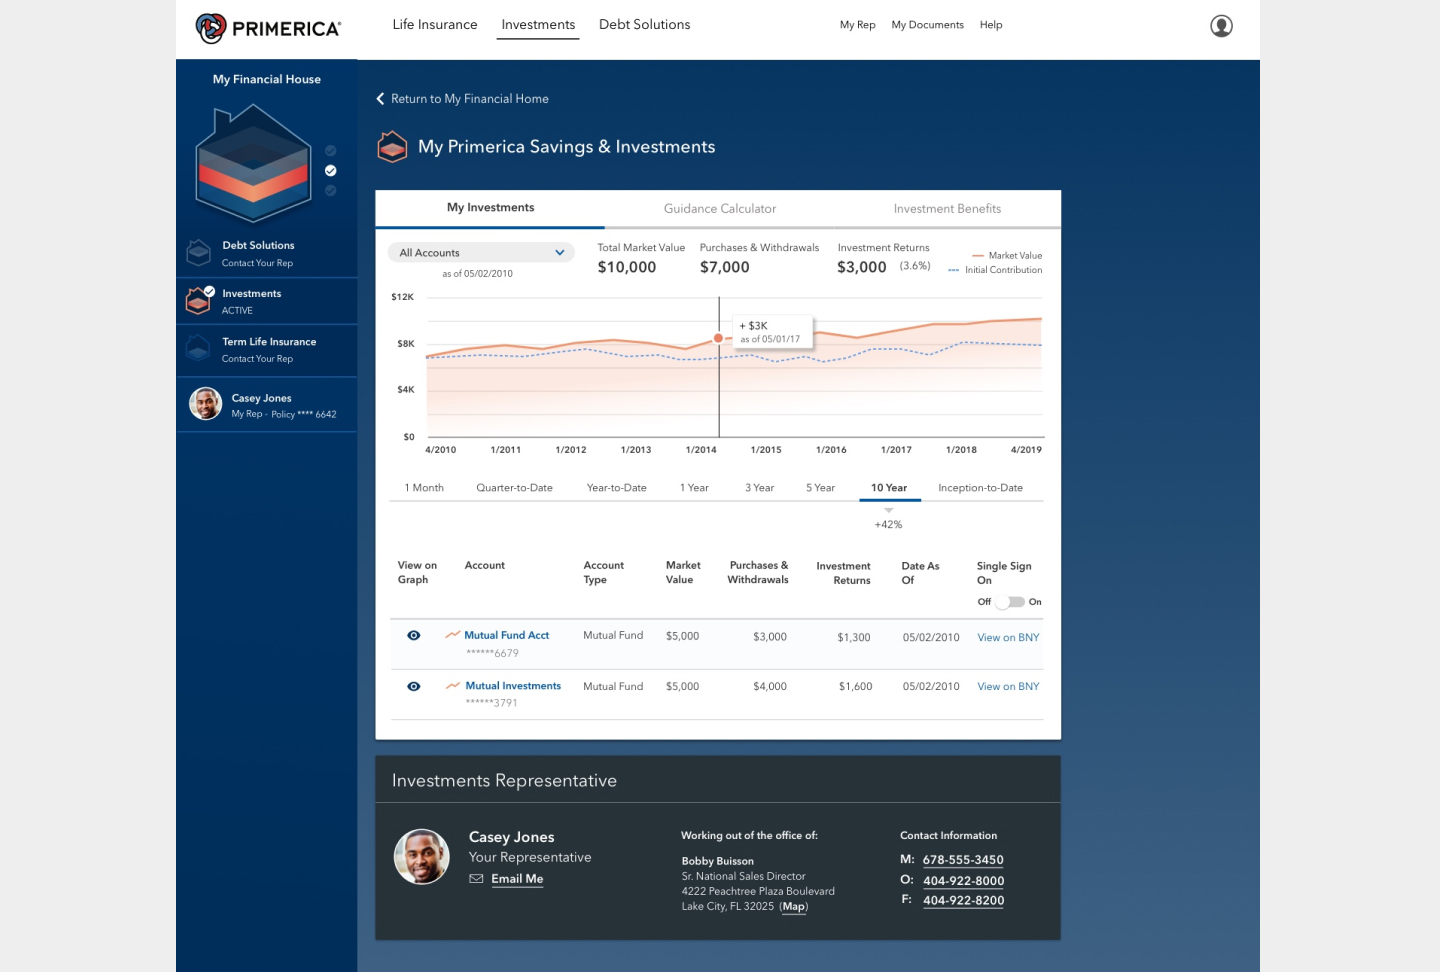 PRIMERICA®
Life Insurance
Investments
Debt Solutions
My Rep
My Documents
Help
My Financial House
Debt Solutions
Contact Your Rep
Investments
ACTIVE
Term Life Insurance
Contact Your Rep
Casey Jones
My Rep - Policy **** 6642
Return to My Financial Home
My Primerica Savings & Investments
My Investments
Guidance Calculator
Investment Benefits
All Accounts
as of 05/02/2010
Total Market Value
$10,000
Purchases & Withdrawals
$7,000
Investment Returns
$3,000 (3.6%)
Market Value
Initial Contribution
$12K
$8K
$4K
$0
+ $3K
as of 05/01/17
4/2010 1/2011 1/2012 1/2013 1/2014 1/2015 1/2016 1/2017 1/2018 4/2019
1 Month Quarter-to-Date Year-to-Date 1 Year 3 Year 5 Year 10 Year Inception-to-Date
+42%
View on
Graph
Account
Account
Type
Market
Value
Purchases &
Withdrawals
Investment
Returns
Date As
Of
Single Sign
On
Off On
Mutual Fund Acct Mutual Fund $5,000 $3,000 $1,300 05/02/2010 View on BNY
******6679
Mutual Investments Mutual Fund $5,000 $4,000 $1,600 05/02/2010 View on BNY
******3791
Investments Representative
Casey Jones
Your Representative
Email Me
Working out of the office of:
Bobby Buisson
Sr. National Sales Director
4222 Peachtree Plaza Boulevard
Lake City, FL 32025 (Map)
Contact Information
M: 678-555-3450
O: 404-922-8000
F: 404-922-8200